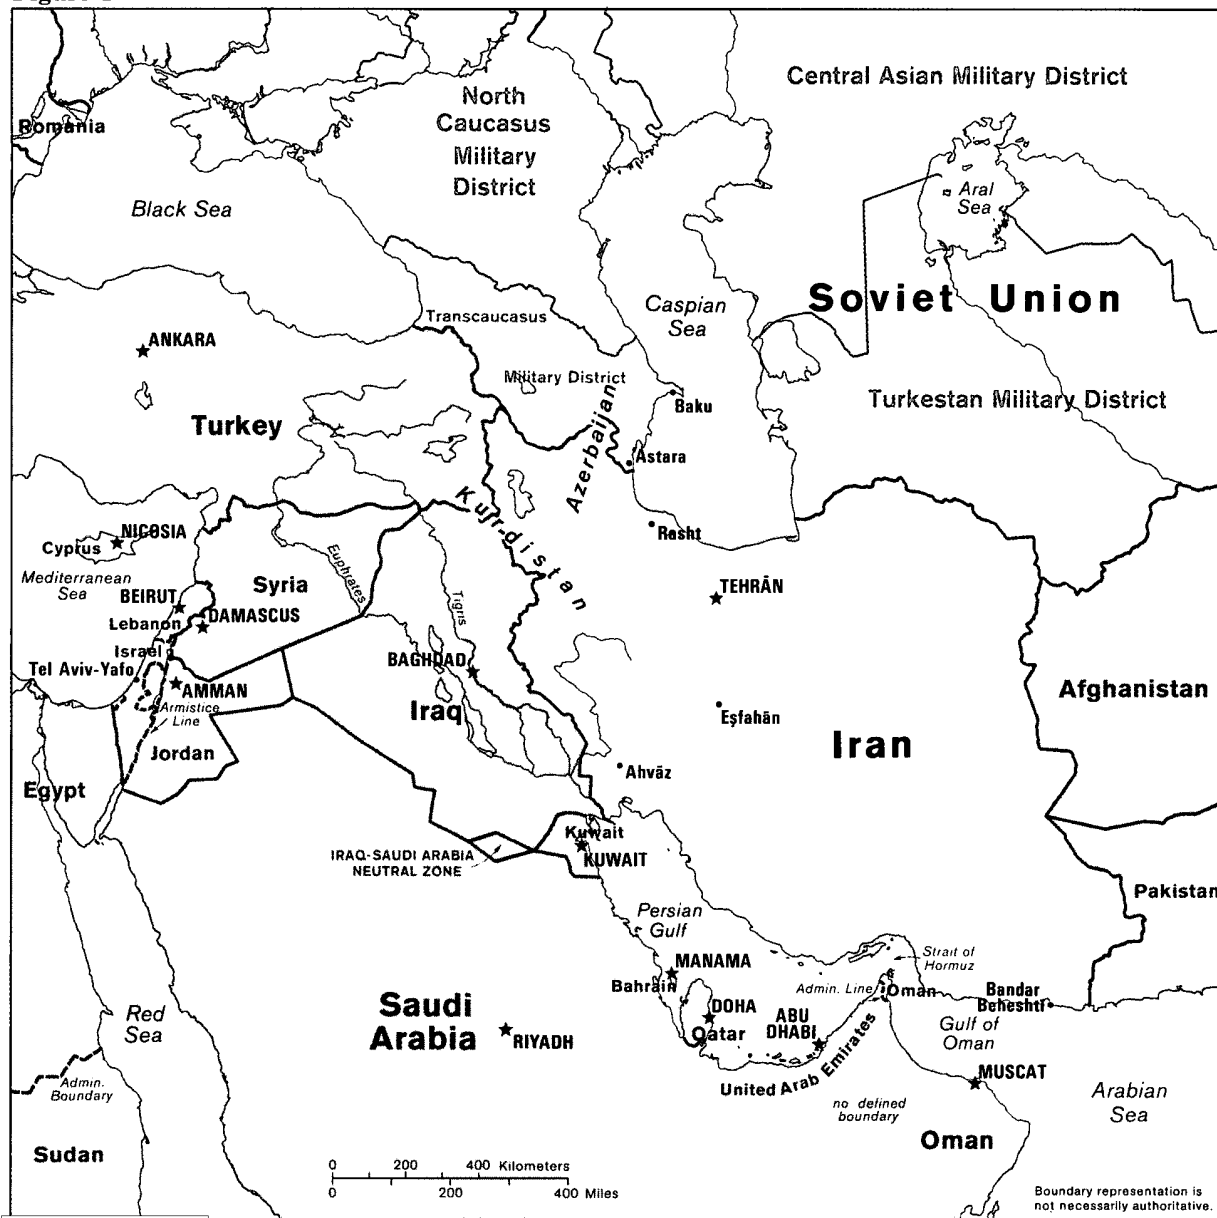 Central Asian Military District
North
Caucasus
Military
District
Romania
Black Sea
Aral
Sea
Soviet Union
Caspian
Sea
Transcaucasus
Military District
ANKARA
Turkey
Baku
Turkestan Military District
Azerbaijan
Astara
Kurdistan
NICOSIA
Cyprus
Rasht
Mediterranean
Sea
Euphrates
Syria
Tigris
TEHRĀN
BEIRUT
DAMASCUS
Lebanon
Israel
Tel Aviv-Yafo
BAGHDAD
AMMAN
Armistice
Line
Iraq
Eşfahān
Afghanistan
Iran
Jordan
Ahvāz
Egypt
Kuwait
KUWAIT
IRAQ-SAUDI ARABIA
NEUTRAL ZONE
Pakistan
Persian
Gulf
Strait of
Hormuz
MANAMA
Bahrain
Admin. Line
Oman
Bandar
Beheshtī
Saudi
Arabia
DOHA
Qatar
ABU
DHABI
Red
Sea
RIYADH
Gulf of
Oman
United Arab Emirates
MUSCAT
Admin.
Boundary
no defined
boundary
Arabian
Sea
Sudan
Oman
0 200 400 Kilometers
0 200 400 Miles
Boundary representation is
not necessarily authoritative.